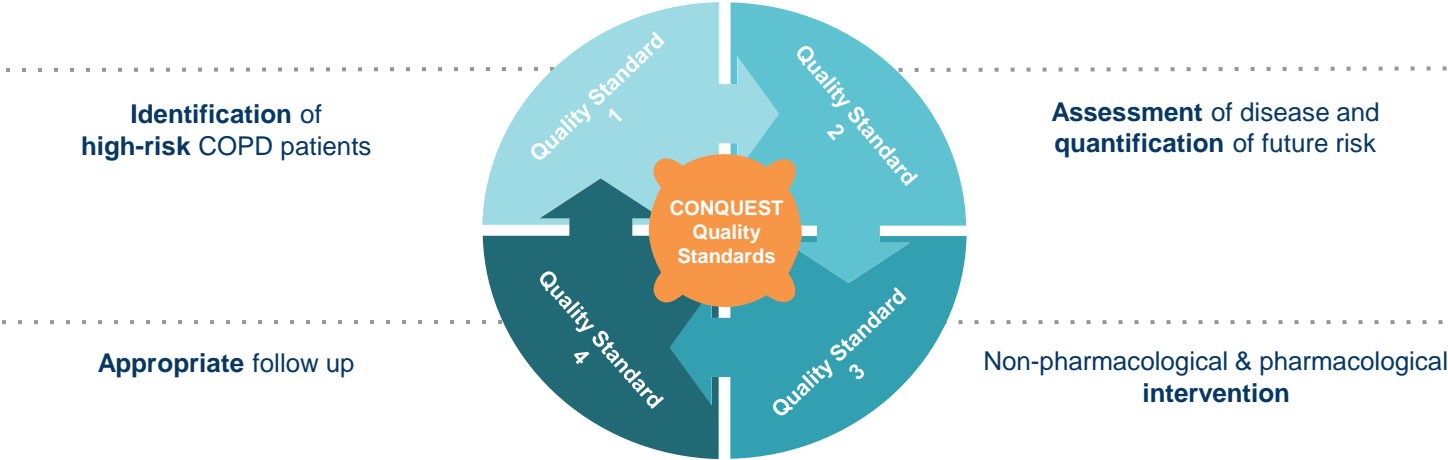 Quality Standard
1
Quality Standard
2
Identification of
high-risk COPD patients
Assessment of disease and
quantification of future risk
CONQUEST
Quality
Standards
Quality Standard
4
Quality Standard
3
Appropriate follow up
Non-pharmacological & pharmacological
intervention